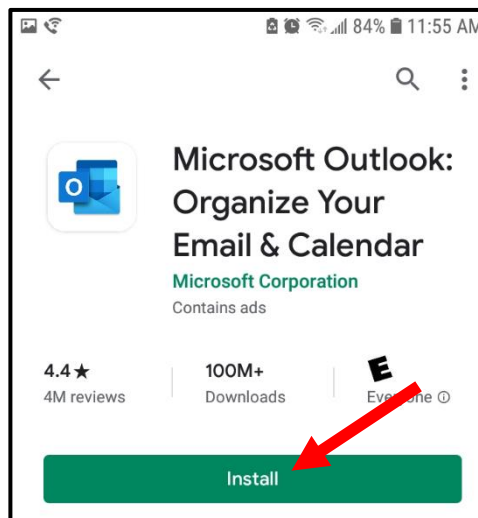 84% 11:55 AM
Microsoft Outlook:
Organize Your
Email & Calendar
Microsoft Corporation
Contains ads
4.4★ 100M+ E
4M reviews Downloads Everyone
Install